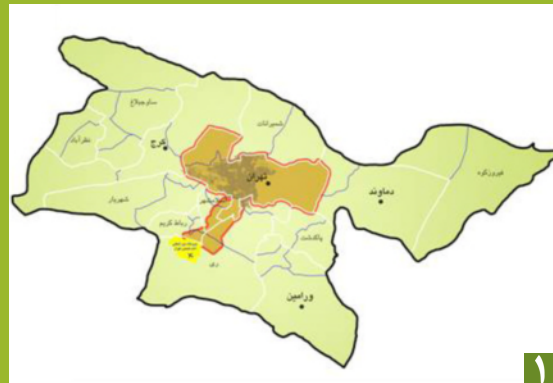 ساوجبلاغ
شمیرانات
نظرآباد
کرج
فیروزکوه
تهران
دماوند
شهریار
رباط کریم
پاکدشت
ری
ورامین
۱